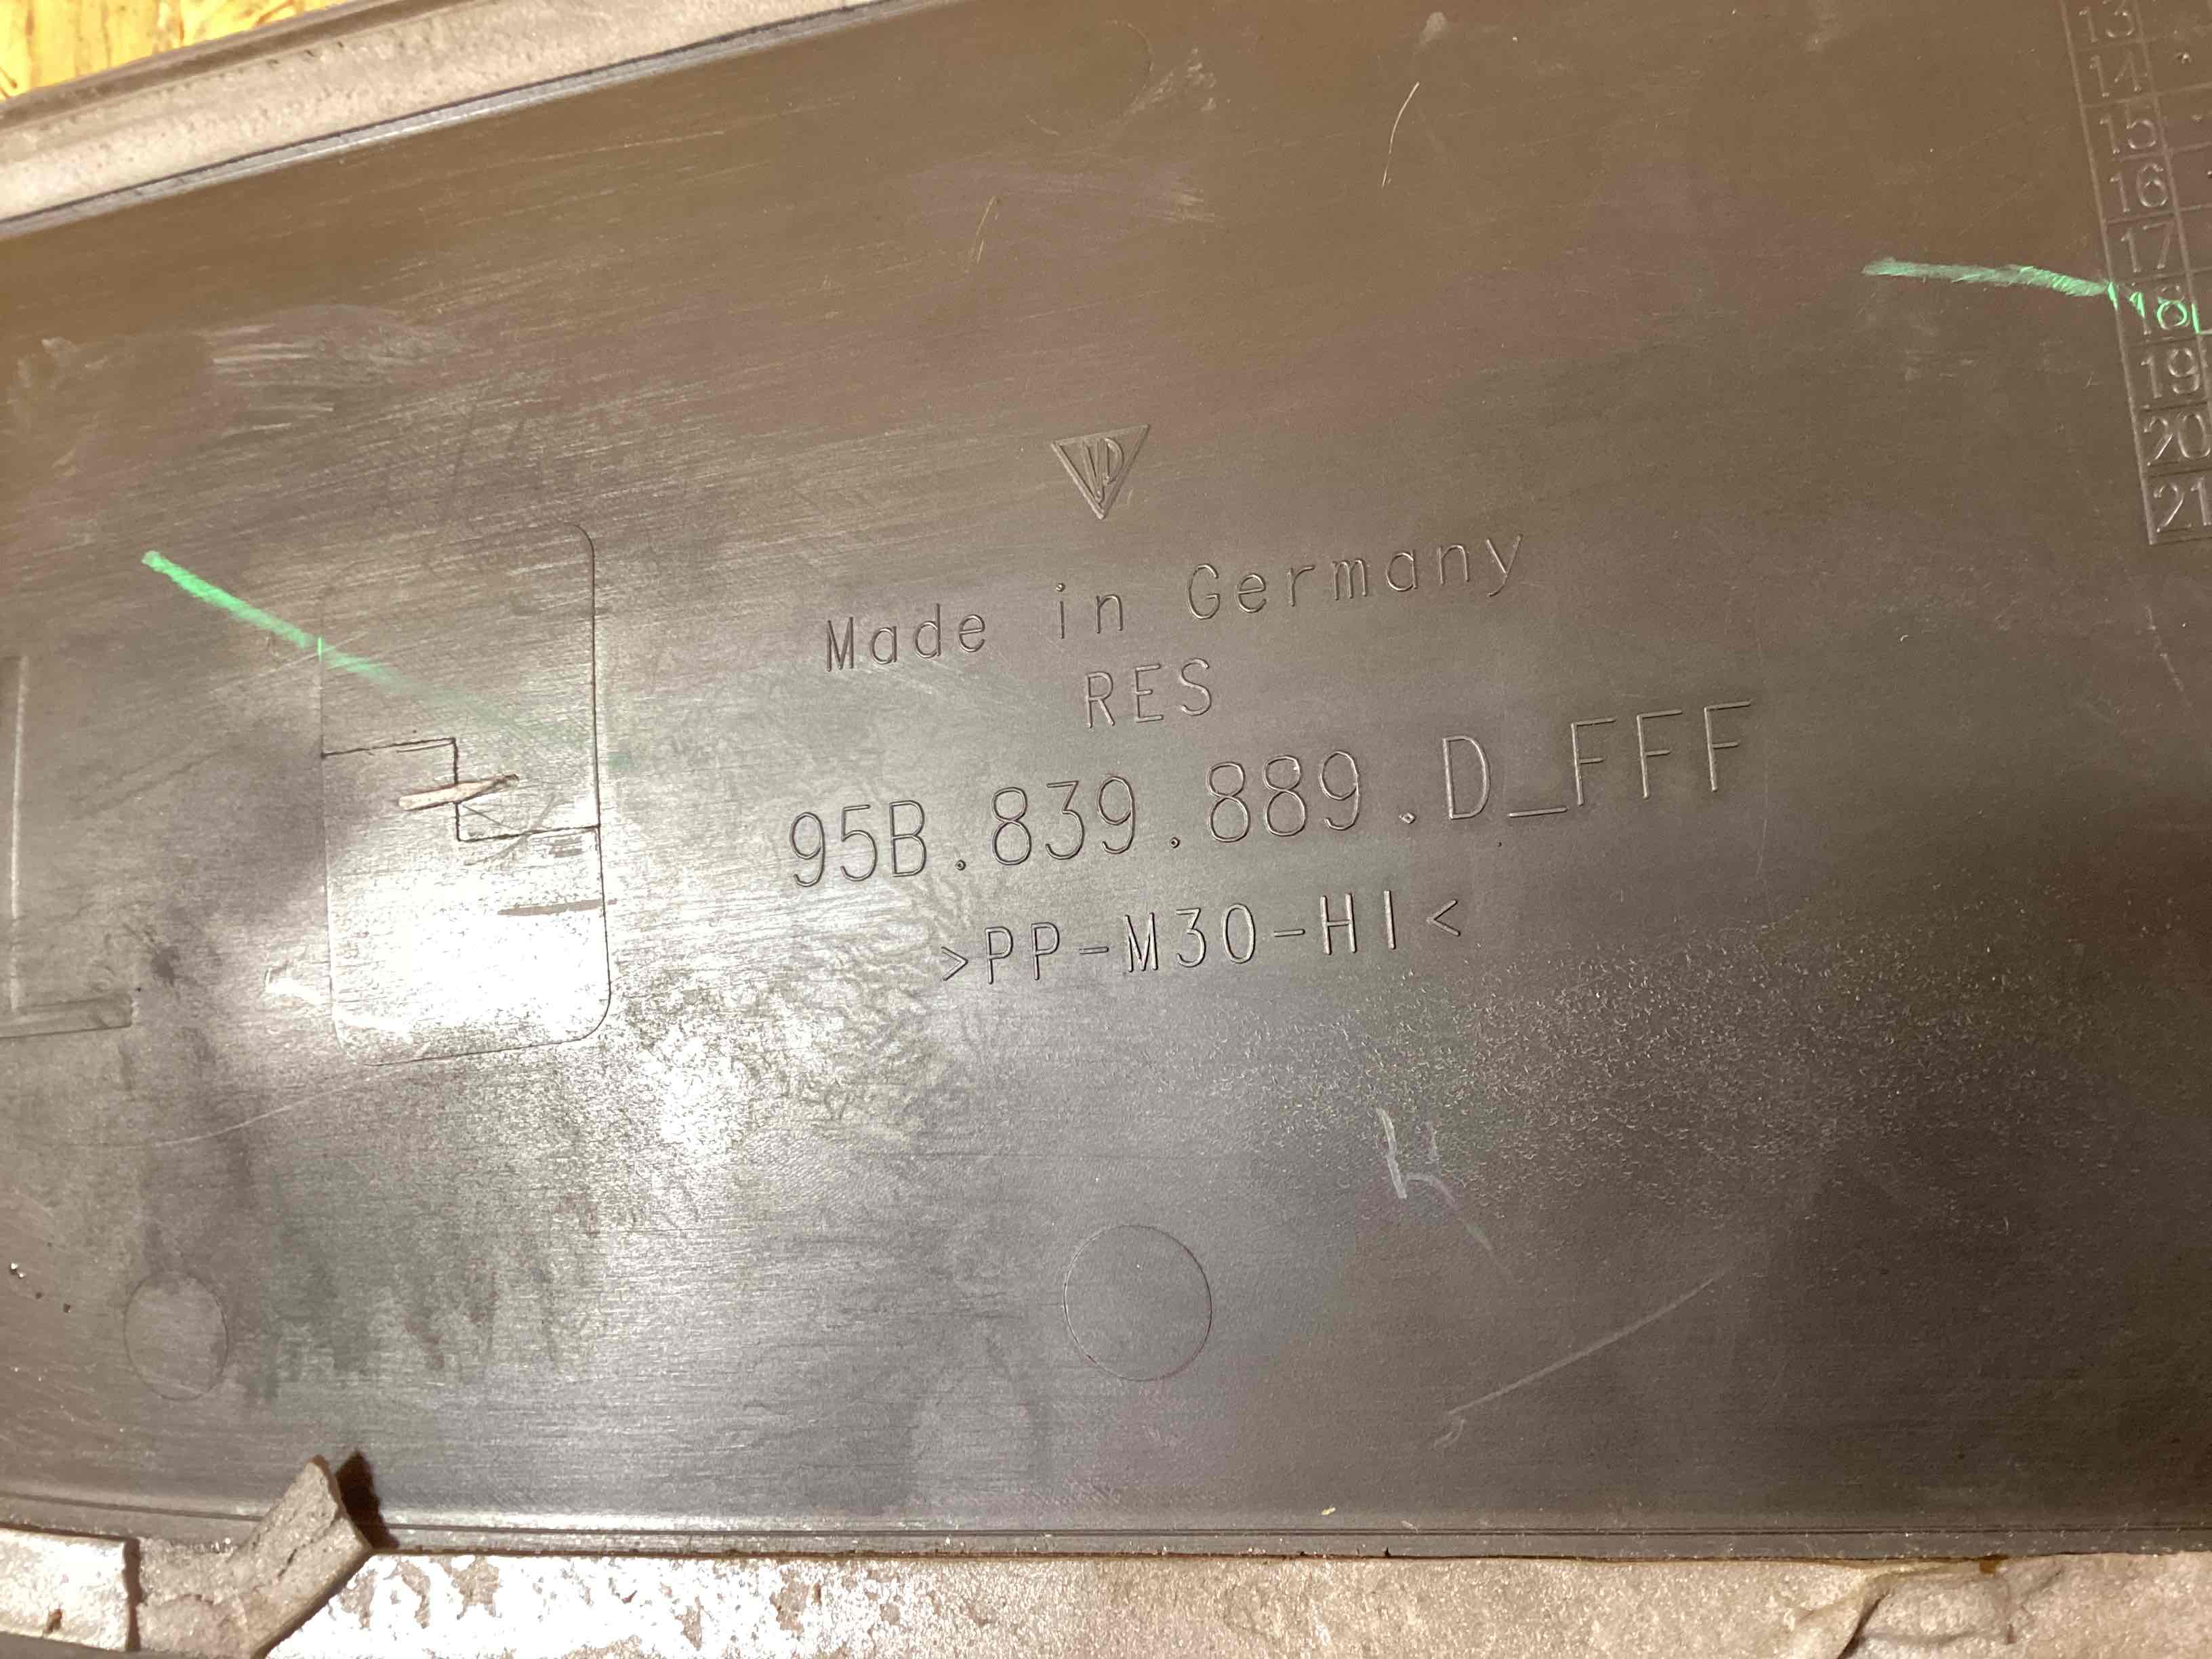 13
14
15
16
17
18
19
20
21
Made in Germany
RES
95B.839.889.D_FFF
>PP-M30-HI<